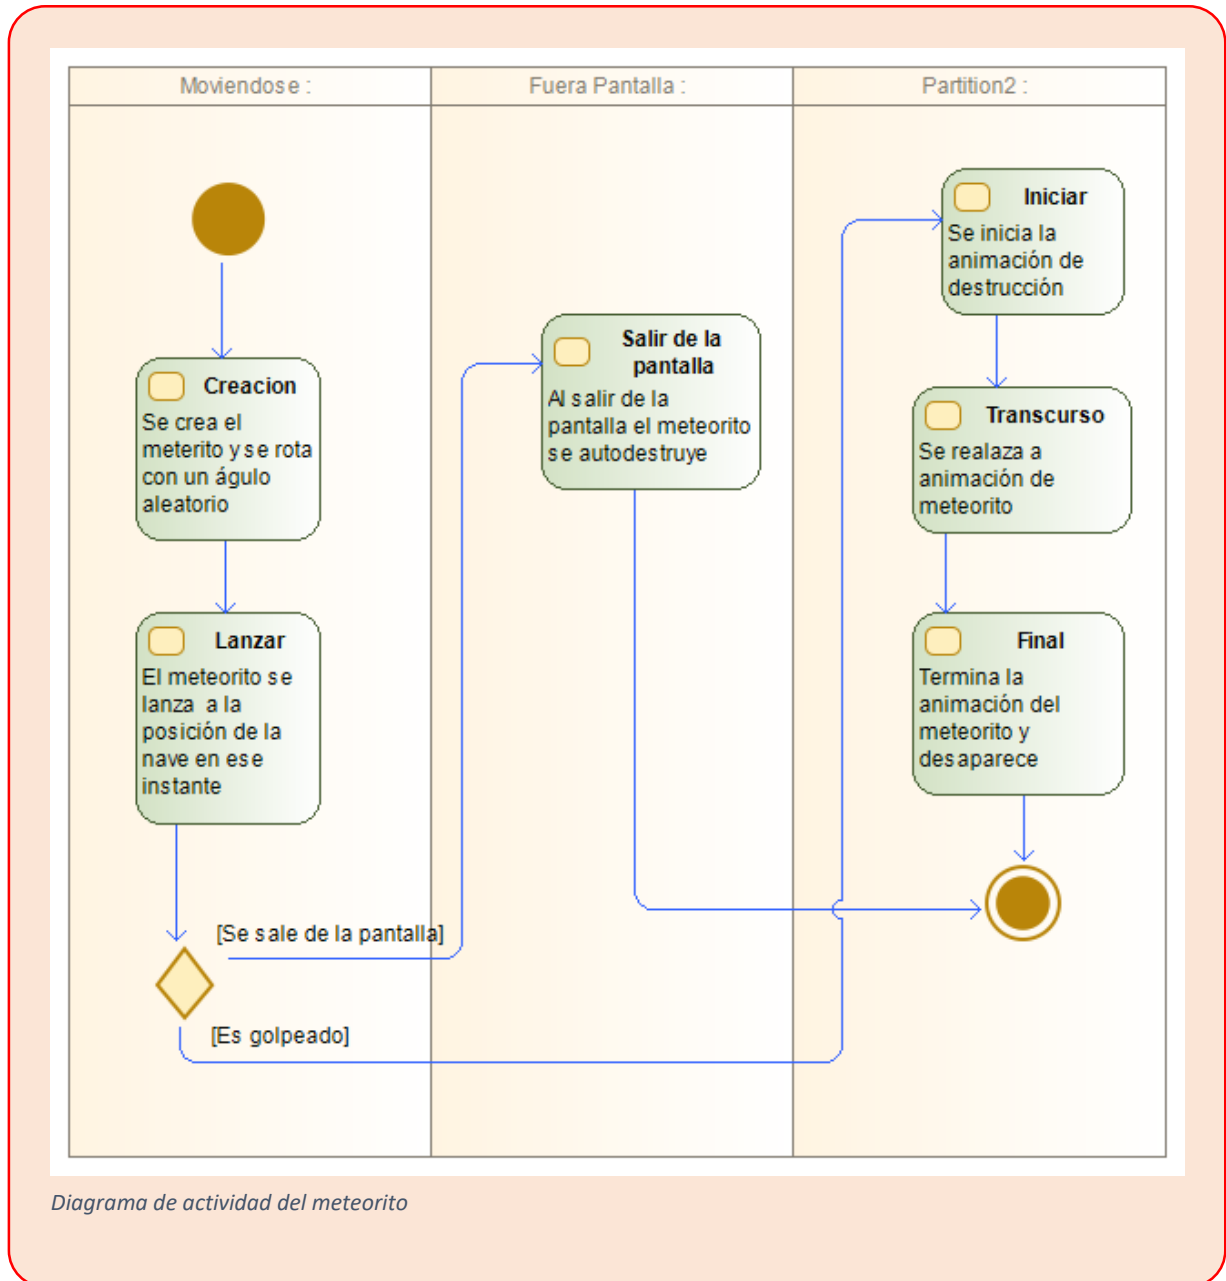 Moviendose :
Fuera Pantalla :
Partition2 :
Creacion
Se crea el
meterito y se rota
con un águlo
aleatorio
Lanzar
El meteorito se
lanza a la
posición de la
nave en ese
instante
[Se sale de la pantalla]
[Es golpeado]
Salir de la
pantalla
Al salir de la
pantalla el meteorito
se autodestruye
Iniciar
Se inicia la
animación de
destrucción
Transcurso
Se realaza a
animación de
meteorito
Final
Termina la
animación del
meteorito y
desaparece
Diagrama de actividad del meteorito